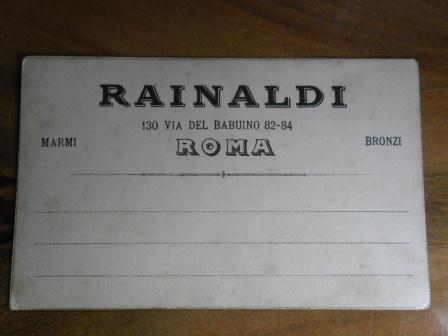 RAINALDI
130 VIA DEL BABUINO 82-84
MARMI ROMA BRONZI